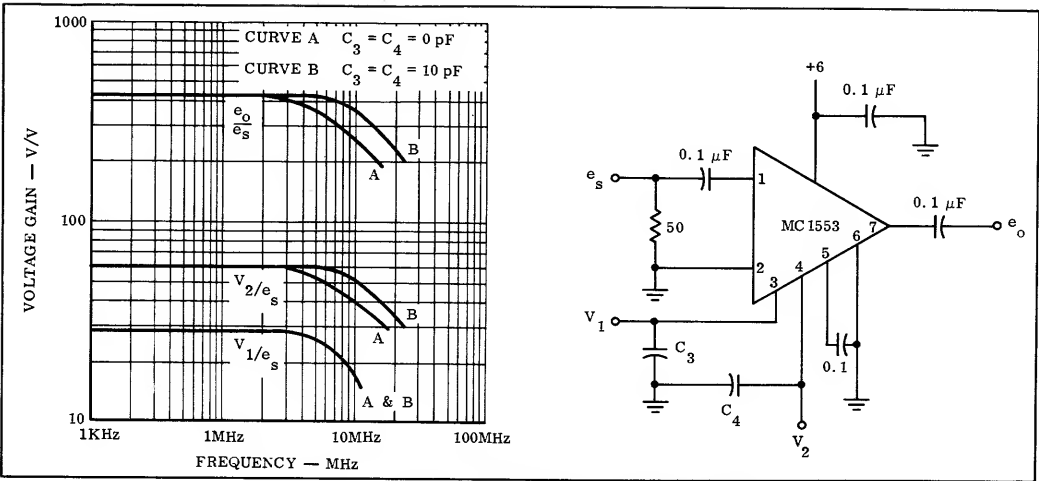 1000
CURVE A C3 = C4 = 0 pF
CURVE B C3 = C4 = 10 pF
eo
es
B
A
100
VOLTAGE GAIN — V/V
V2/es
B
A
V1/es
A & B
10
1KHz 1MHz 10MHz 100MHz
FREQUENCY — MHz
+6
0.1 μF
0.1 μF
es
1
50
MC1553
0.1 μF
7
eo
6
5
2
4
3
V1
C3
0.1
C4
V2